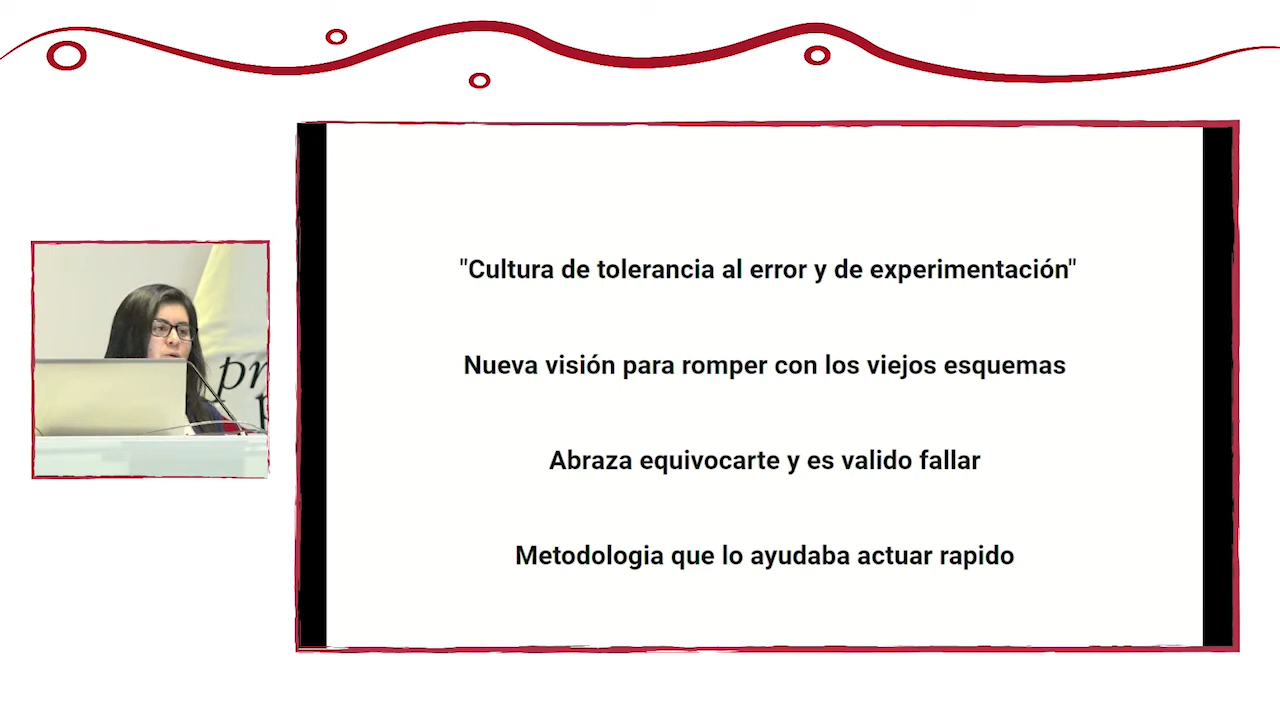 "Cultura de tolerancia al error y de experimentación"
Nueva visión para romper con los viejos esquemas
Abraza equivocarte y es valido fallar
Metodologia que lo ayudaba actuar rapido